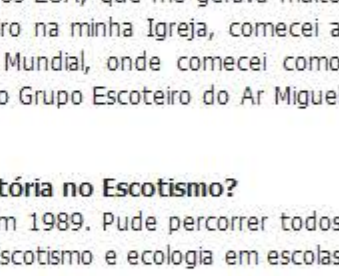 ro na minha Igreja, comecei a
Mundial, onde comecei como
o Grupo Escoteiro do Ar Migue
tória no Escotismo?
m 1989. Pude percorrer todos
scotismo e ecologia em escolas